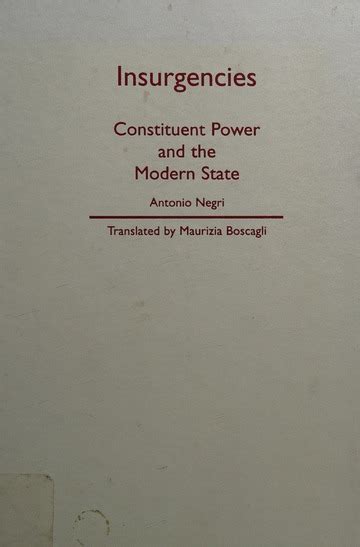 Insurgencies
Constituent Power
and the
Modern State
Antonio Negri
Translated by Maurizia Boscagli